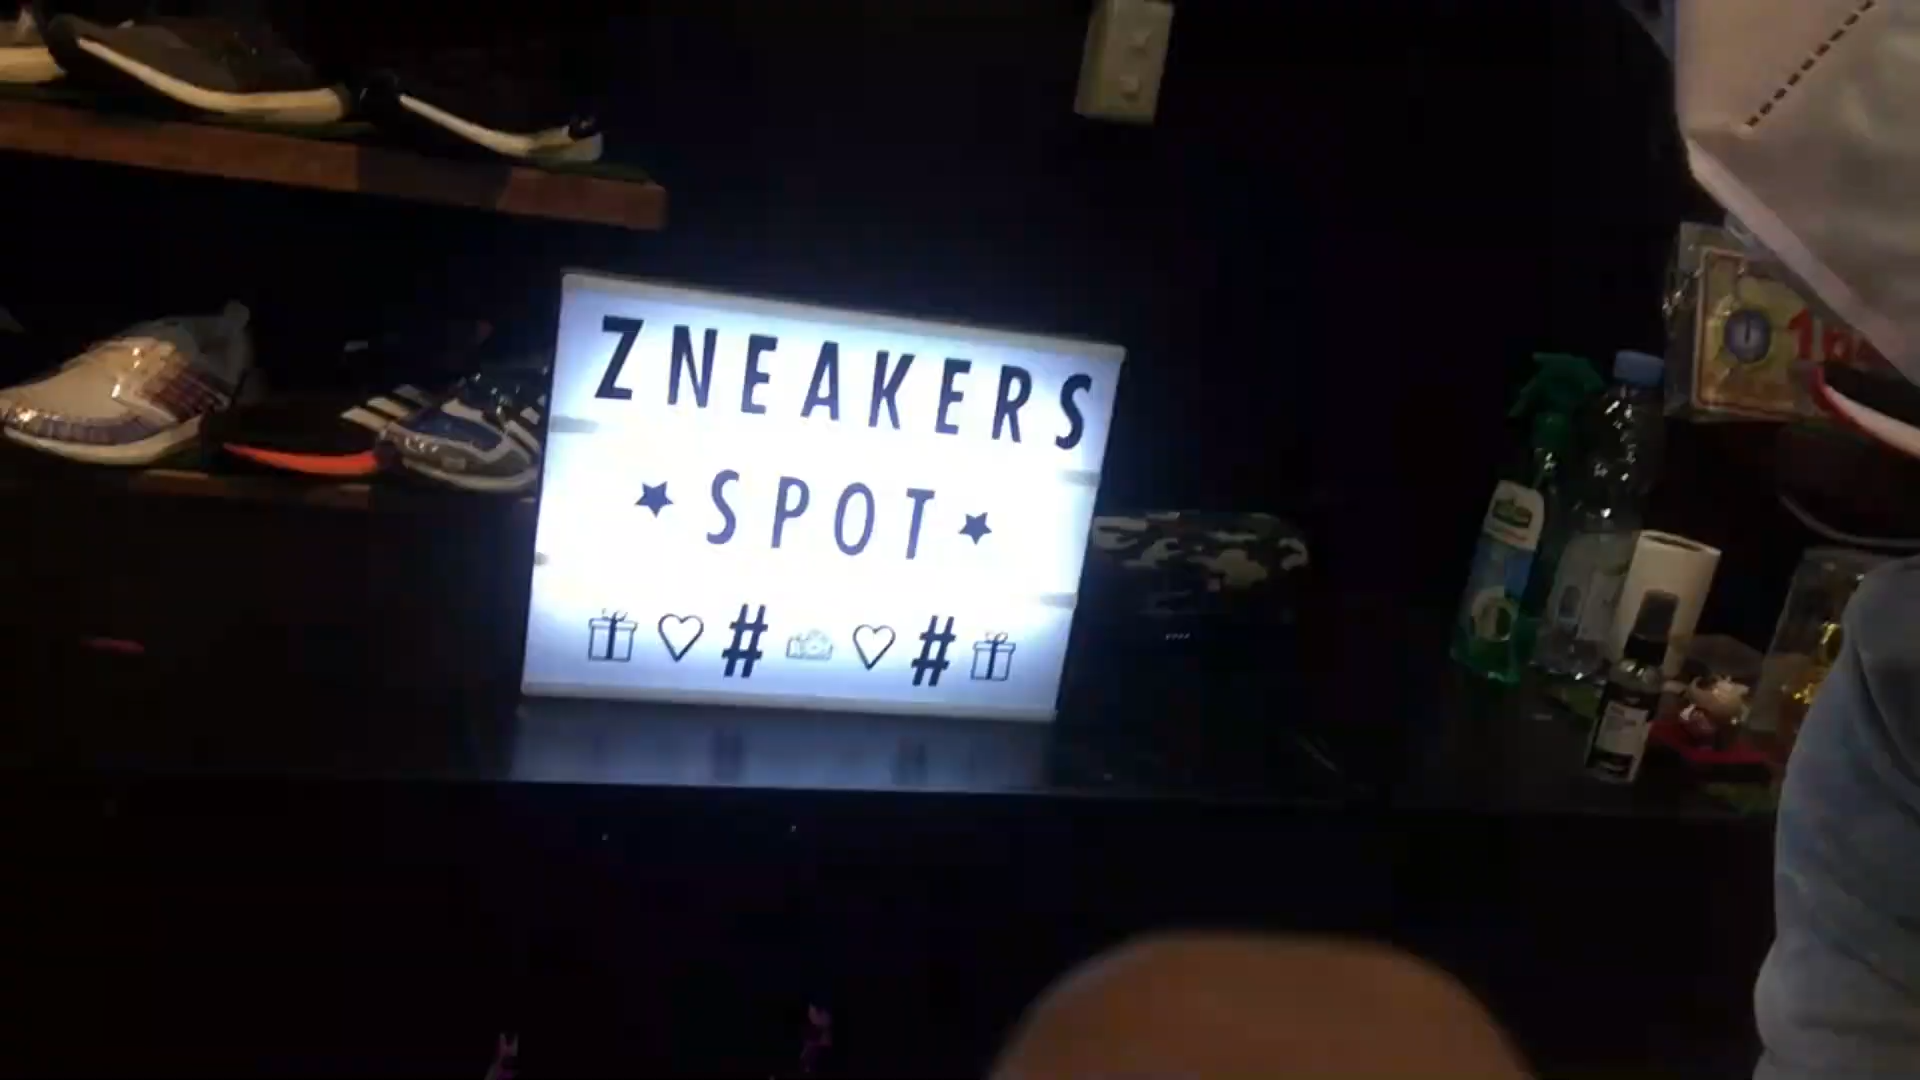 ZNEAKERS
★ SPOT ★
# #